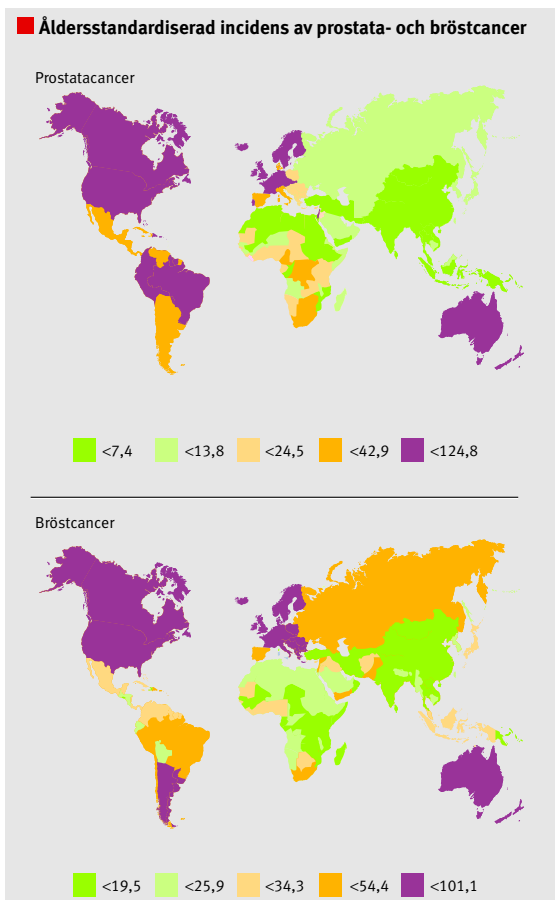 Åldersstandardiserad incidens av prostata- och bröstcancer
Prostatacancer
<7,4 <13,8 <24,5 <42,9 <124,8
Bröstcancer
<19,5 <25,9 <34,3 <54,4 <101,1